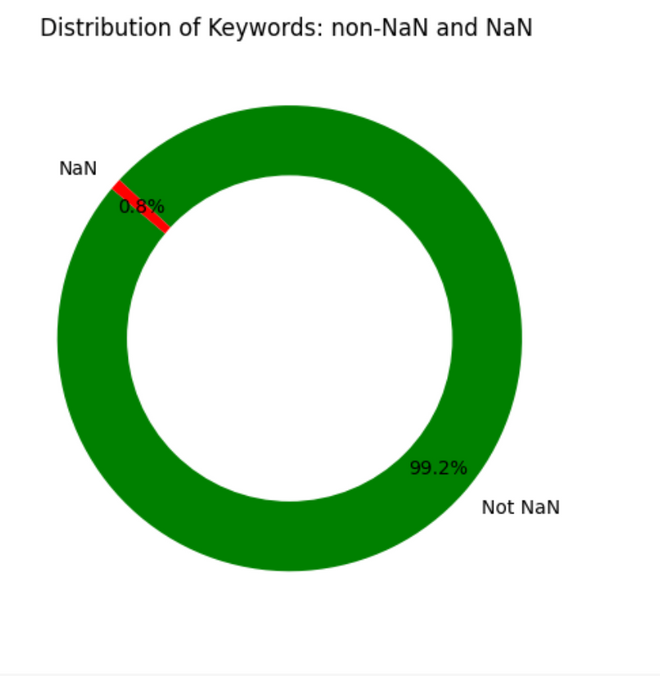 Distribution of Keywords: non-NaN and NaN
NaN
0.8%
99.2%
Not NaN